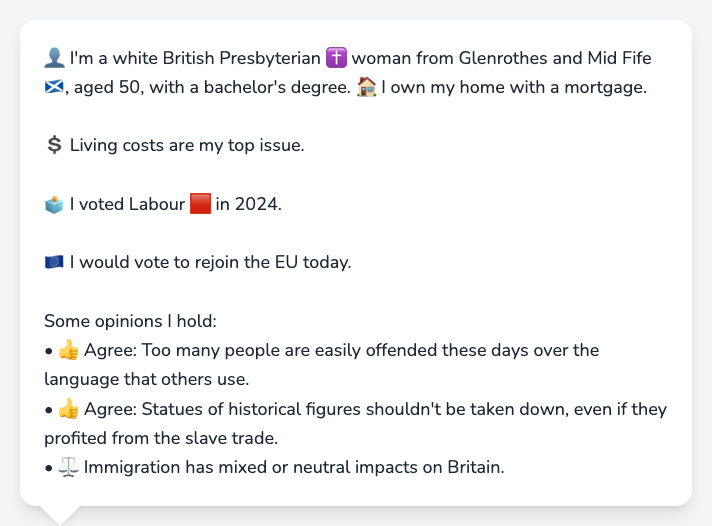 👤 I'm a white British Presbyterian ✝️ woman from Glenrothes and Mid Fife
🏴󠁧󠁢󠁳󠁣󠁴󠁿, aged 50, with a bachelor's degree. 🏠 I own my home with a mortgage.
💲 Living costs are my top issue.
🗳️ I voted Labour 🟥 in 2024.
🇪🇺 I would vote to rejoin the EU today.
Some opinions I hold:
• 👍 Agree: Too many people are easily offended these days over the
language that others use.
• 👍 Agree: Statues of historical figures shouldn't be taken down, even if they
profited from the slave trade.
• ⚖️ Immigration has mixed or neutral impacts on Britain.